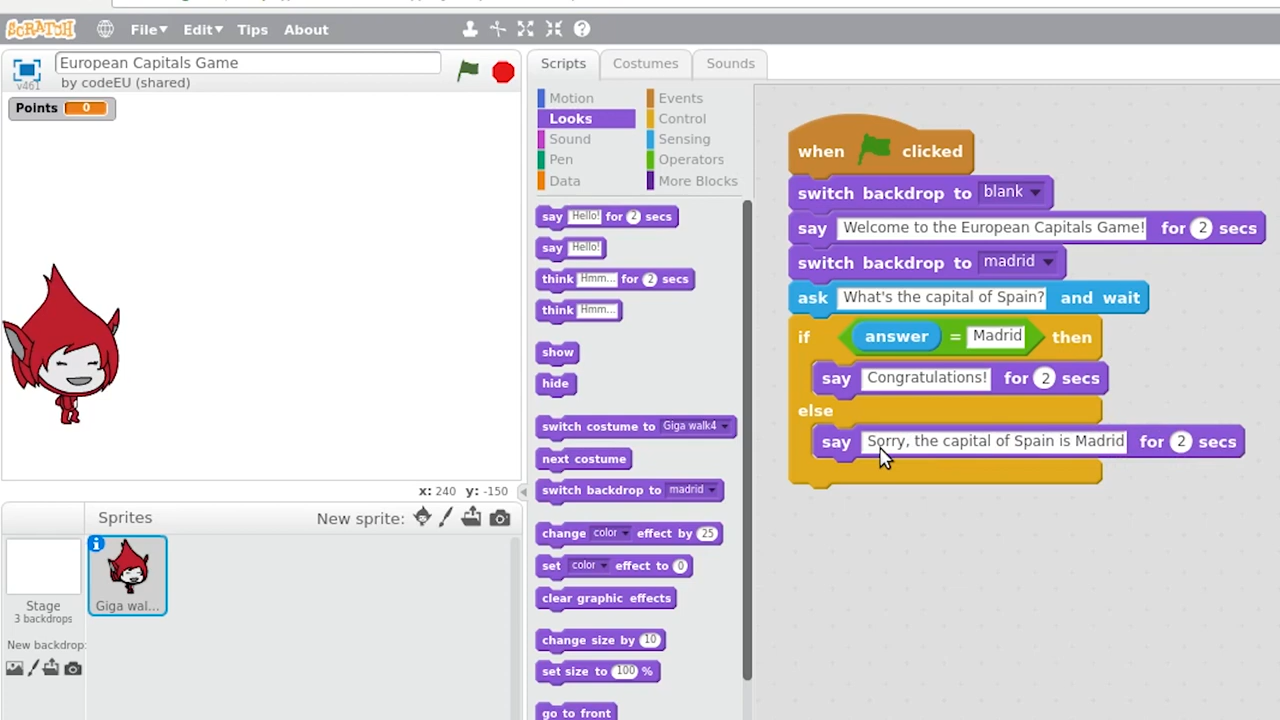 SCRATCH File▾ Edit▾ Tips About
European Capitals Game
v461 by codeEU (shared)
Points 0
x: 240 y: -150
Sprites New sprite:
Stage
3 backdrops
New backdrop:
Giga wal...
Scripts Costumes Sounds
Motion Events
Looks Control
Sound Sensing
Pen Operators
Data More Blocks
say Hello! for 2 secs
say Hello!
think Hmm... for 2 secs
think Hmm...
show
hide
switch costume to Giga walk4
next costume
switch backdrop to madrid
change color effect by 25
set color effect to 0
clear graphic effects
change size by 10
set size to 100 %
go to front
when clicked
switch backdrop to blank
say Welcome to the European Capitals Game! for 2 secs
switch backdrop to madrid
ask What's the capital of Spain? and wait
if answer = Madrid then
say Congratulations! for 2 secs
else
say Sorry, the capital of Spain is Madrid for 2 secs